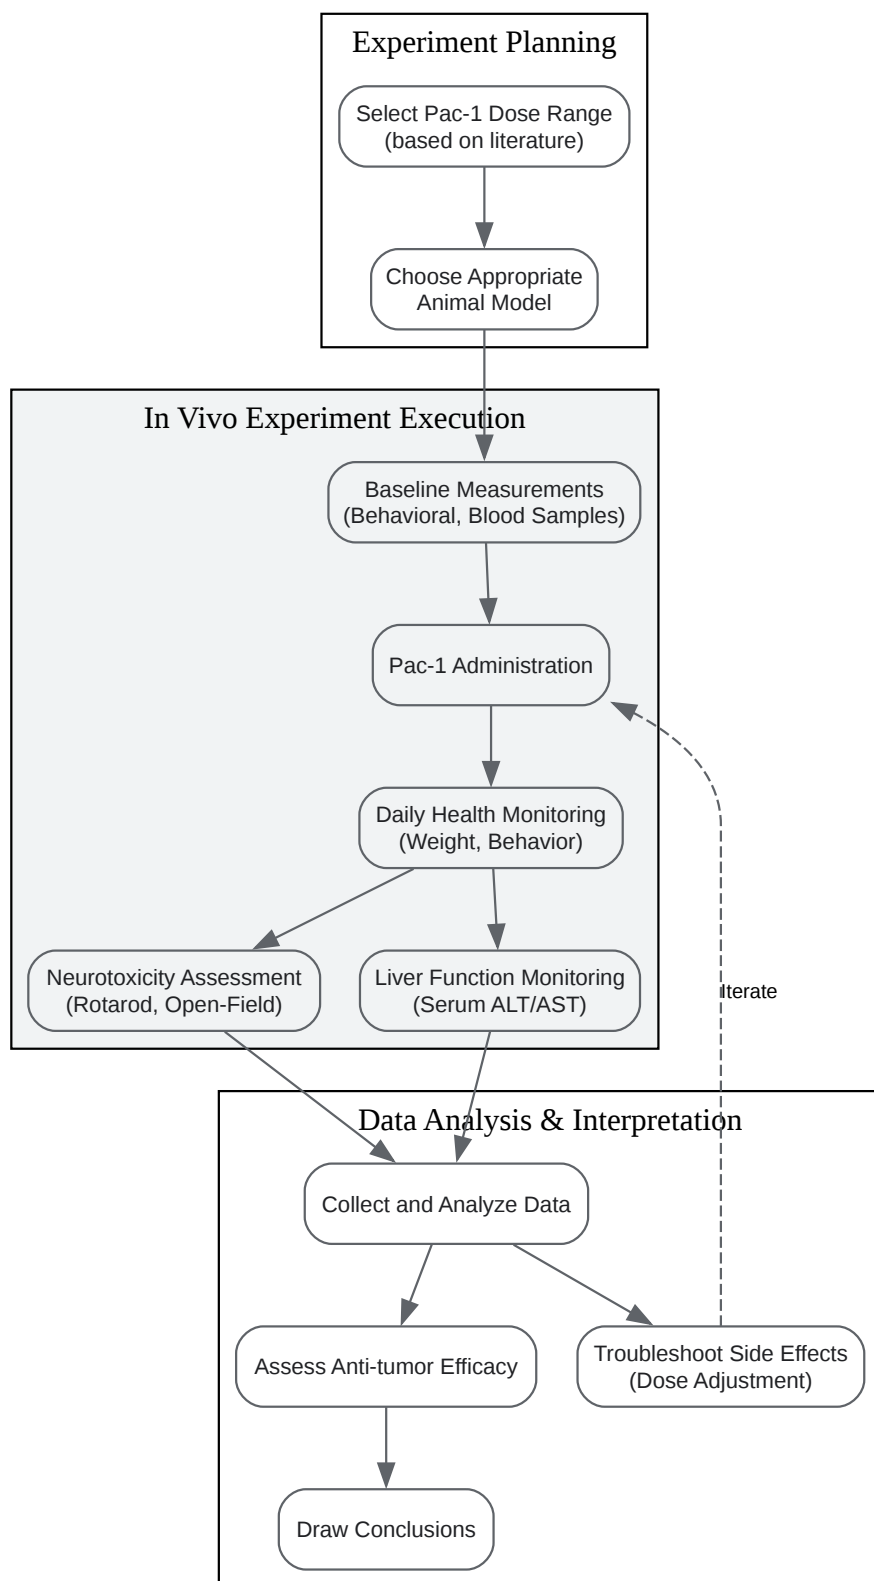 Experiment Planning
Select Pac-1 Dose Range
(based on literature)
Choose Appropriate
Animal Model
In Vivo Experiment Execution
Baseline Measurements
(Behavioral, Blood Samples)
Pac-1 Administration
Daily Health Monitoring
(Weight, Behavior)
Neurotoxicity Assessment
(Rotarod, Open-Field)
Liver Function Monitoring
(Serum ALT/AST)
Iterate
Data Analysis & Interpretation
Collect and Analyze Data
Assess Anti-tumor Efficacy
Troubleshoot Side Effects
(Dose Adjustment)
Draw Conclusions